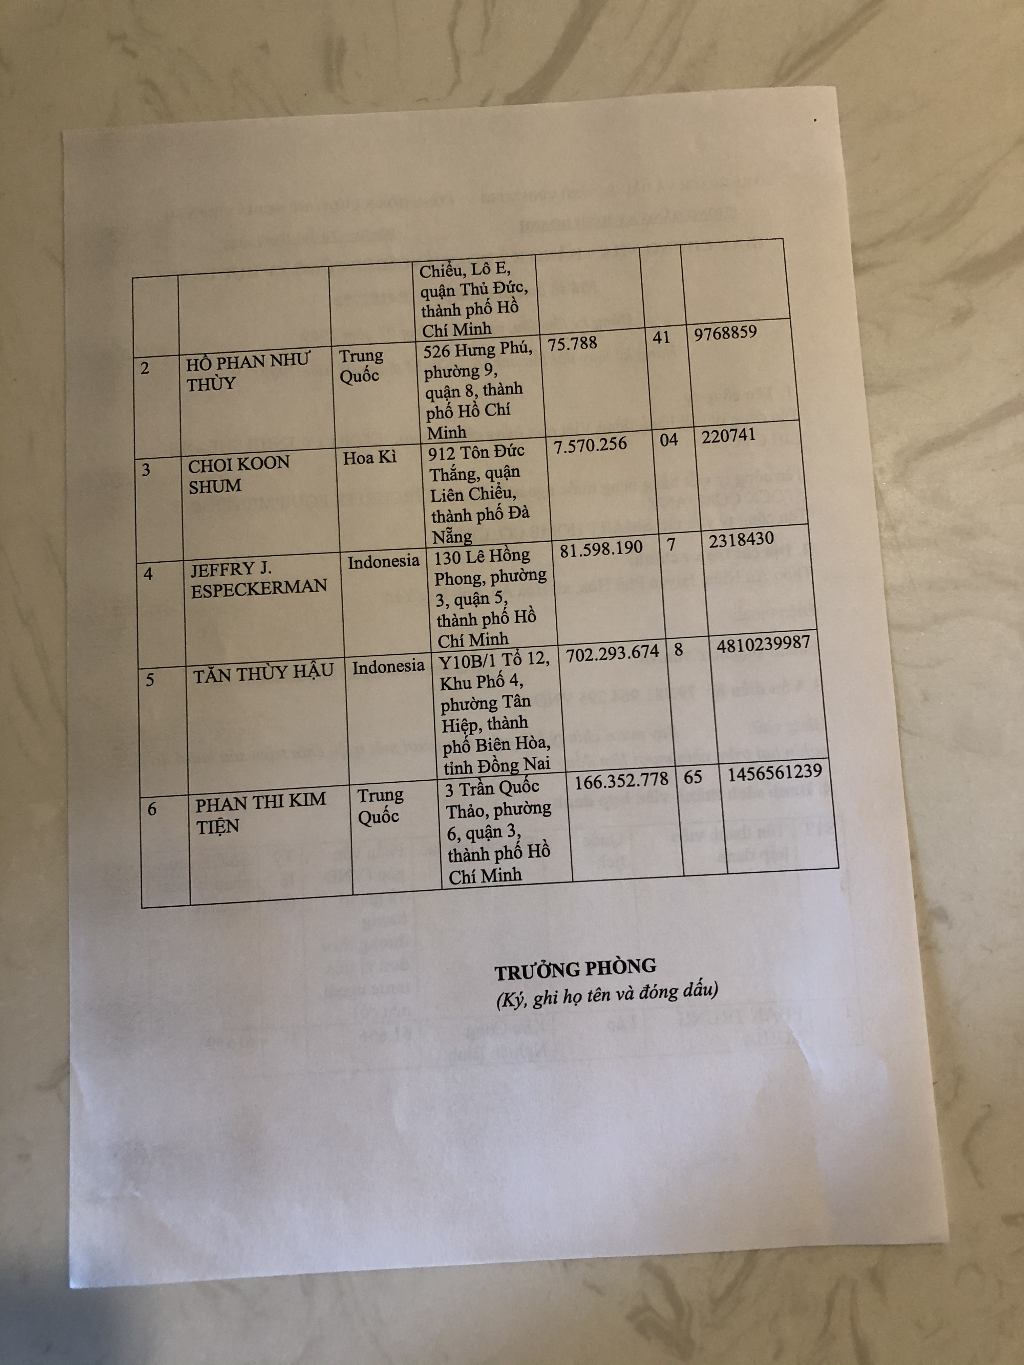 Chiểu, Lô E,
quận Thủ Đức,
thành phố Hồ
Chí Minh
2 HỒ PHAN NHƯ Trung 526 Hưng Phú, 75.788 41 9768859
THÙY Quốc phường 9,
quận 8, thành
phố Hồ Chí
Minh
3 CHOI KOON Hoa Kì 912 Tôn Đức 7.570.256 04 220741
SHUM Thắng, quận
Liên Chiểu,
thành phố Đà
Nẵng
4 JEFFRY J. Indonesia 130 Lê Hồng 81.598.190 7 2318430
ESPECKERMAN Phong, phường
3, quận 5,
thành phố Hồ
Chí Minh
5 TĂN THÙY HẬU Indonesia Y10B/1 Tổ 12, 702.293.674 8 4810239987
Khu Phố 4,
phường Tân
Hiệp, thành
phố Biên Hòa,
tỉnh Đồng Nai
6 PHAN THI KIM Trung 3 Trần Quốc 166.352.778 65 1456561239
TIỆN Quốc Thảo, phường
6, quận 3,
thành phố Hồ
Chí Minh
TRƯỞNG PHÒNG
(Ký, ghi họ tên và đóng dấu)